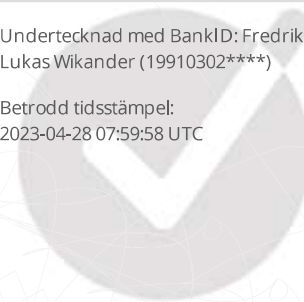 Undertecknad med BankID: Fredrik
Lukas Wikander (19910302****)
Betrodd tidsstämpel:
2023-04-28 07:59:58 UTC